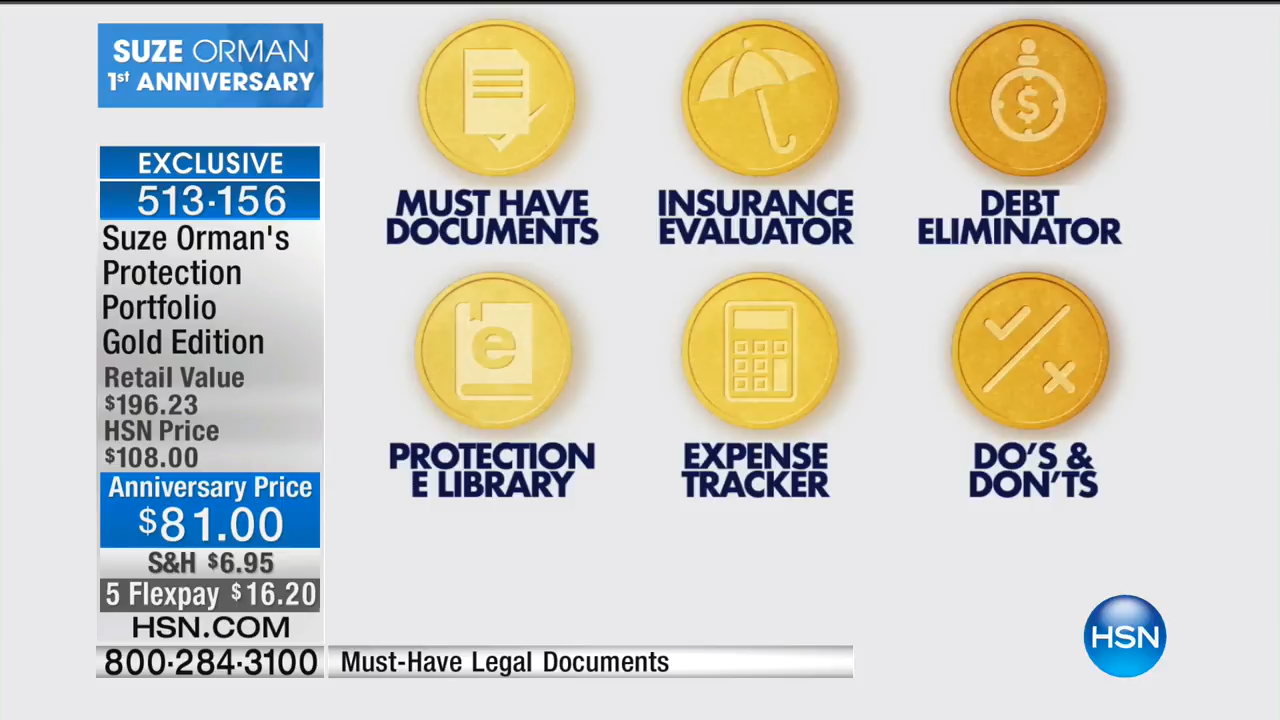 SUZE ORMAN
1st ANNIVERSARY
EXCLUSIVE
513·156
Suze Orman's
Protection
Portfolio
Gold Edition
Retail Value
$196.23
HSN Price
$108.00
Anniversary Price
$81.00
S&H $6.95
5 Flexpay $16.20
HSN.COM
800·284·3100
Must-Have Legal Documents
$
MUST HAVE
DOCUMENTS
INSURANCE
EVALUATOR
DEBT
ELIMINATOR
e
PROTECTION
E LIBRARY
EXPENSE
TRACKER
DO'S &
DON'TS
HSN